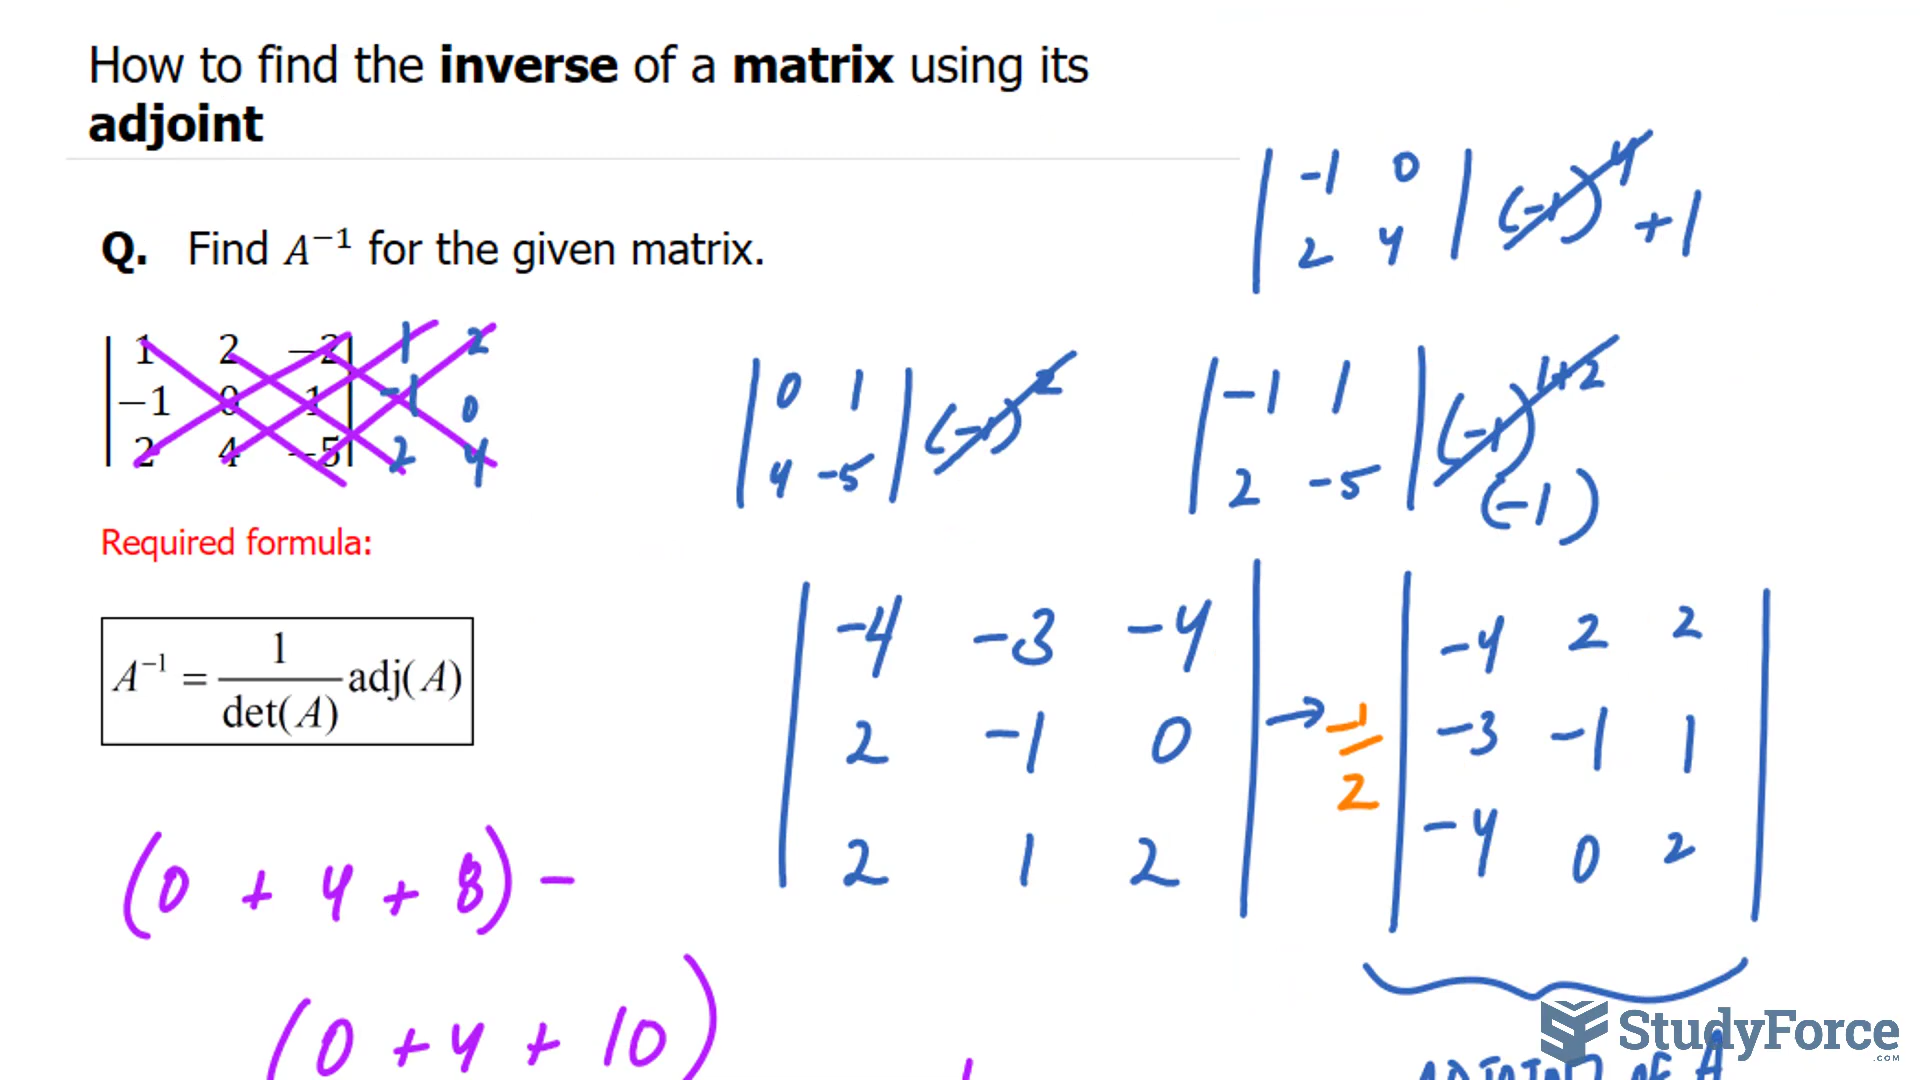 How to find the inverse of a matrix using its
adjoint
Q. Find A⁻¹ for the given matrix.
1 2 −2 1 2
−1 0 1 -1 0
2 4 −5 2 4
Required formula:
A⁻¹ = 1/det(A) adj(A)
(0 + 4 + 8) -
(0 + 4 + 10)
-1 0 (-1)⁴
2 4 +1
0 1 (-1)²
4 -5
-1 1 (-1)¹⁺²
2 -5 (-1)
-4 -3 -4
2 -1 0
2 1 2
→ -1/2
-4 2 2
-3 -1 1
-4 0 2
ADJOINT OF A
StudyForce
.COM